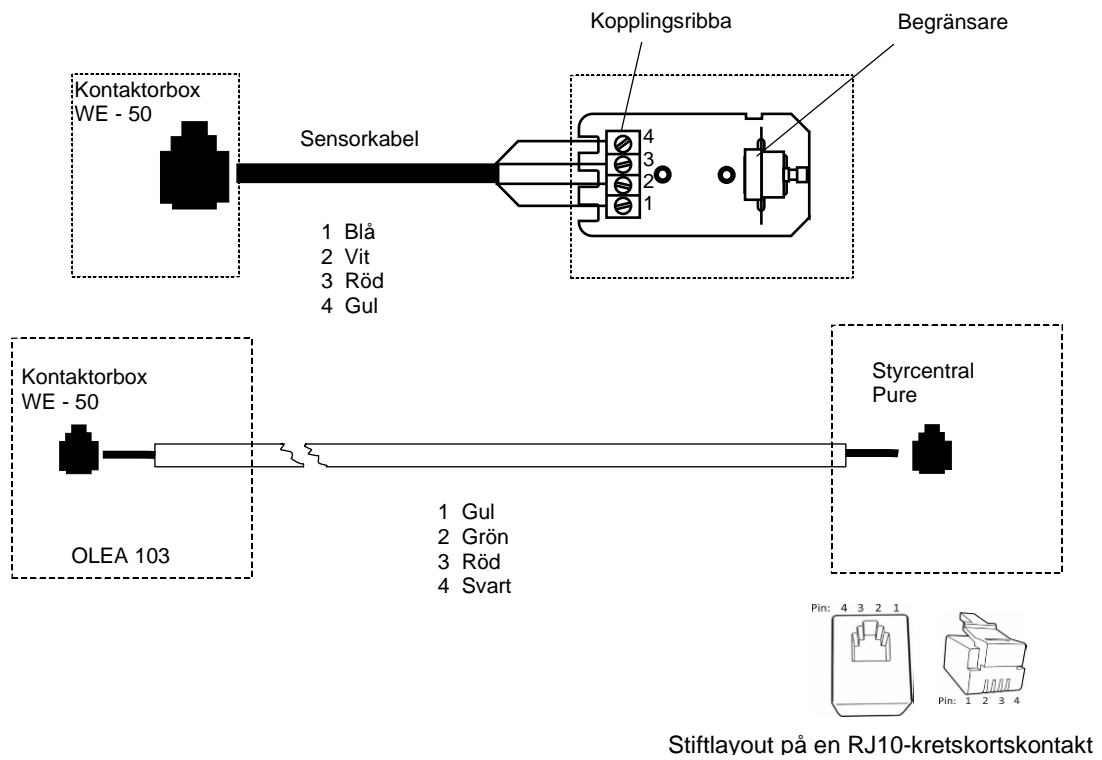 Kopplingsribba
Begränsare
Kontaktorbox
WE - 50
Sensorkabel
4
3
2
1
1 Blå
2 Vit
3 Röd
4 Gul
Kontaktorbox
WE - 50
Styrcentral
Pure
1 Gul
2 Grön
3 Röd
4 Svart
OLEA 103
Pin: 4 3 2 1
Pin: 1 2 3 4
Stiftlayout på en RJ10-kretskortskontakt